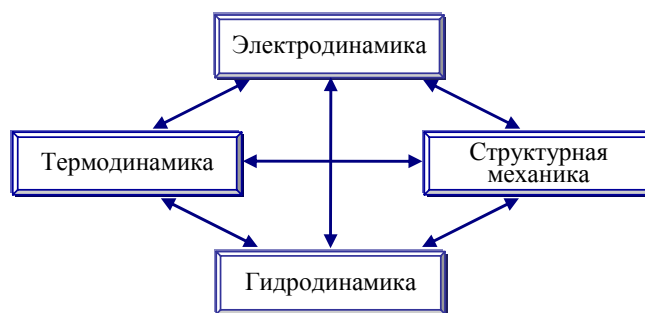 Электродинамика
Термодинамика
Структурная
механика
Гидродинамика